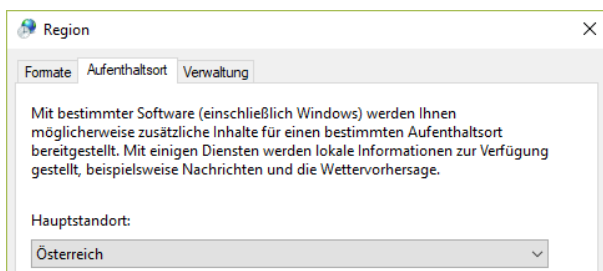 Region
Formate Aufenthaltsort Verwaltung
Mit bestimmter Software (einschließlich Windows) werden Ihnen
möglicherweise zusätzliche Inhalte für einen bestimmten Aufenthaltsort
bereitgestellt. Mit einigen Diensten werden lokale Informationen zur Verfügung
gestellt, beispielsweise Nachrichten und die Wettervorhersage.
Hauptstandort:
Österreich